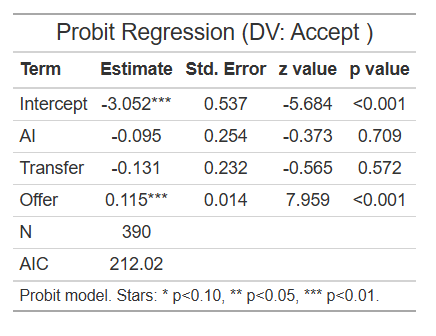 Probit Regression (DV: Accept )
Term Estimate Std. Error z value p value
Intercept -3.052*** 0.537 -5.684 <0.001
AI -0.095 0.254 -0.373 0.709
Transfer -0.131 0.232 -0.565 0.572
Offer 0.115*** 0.014 7.959 <0.001
N 390
AIC 212.02
Probit model. Stars: * p<0.10, ** p<0.05, *** p<0.01.